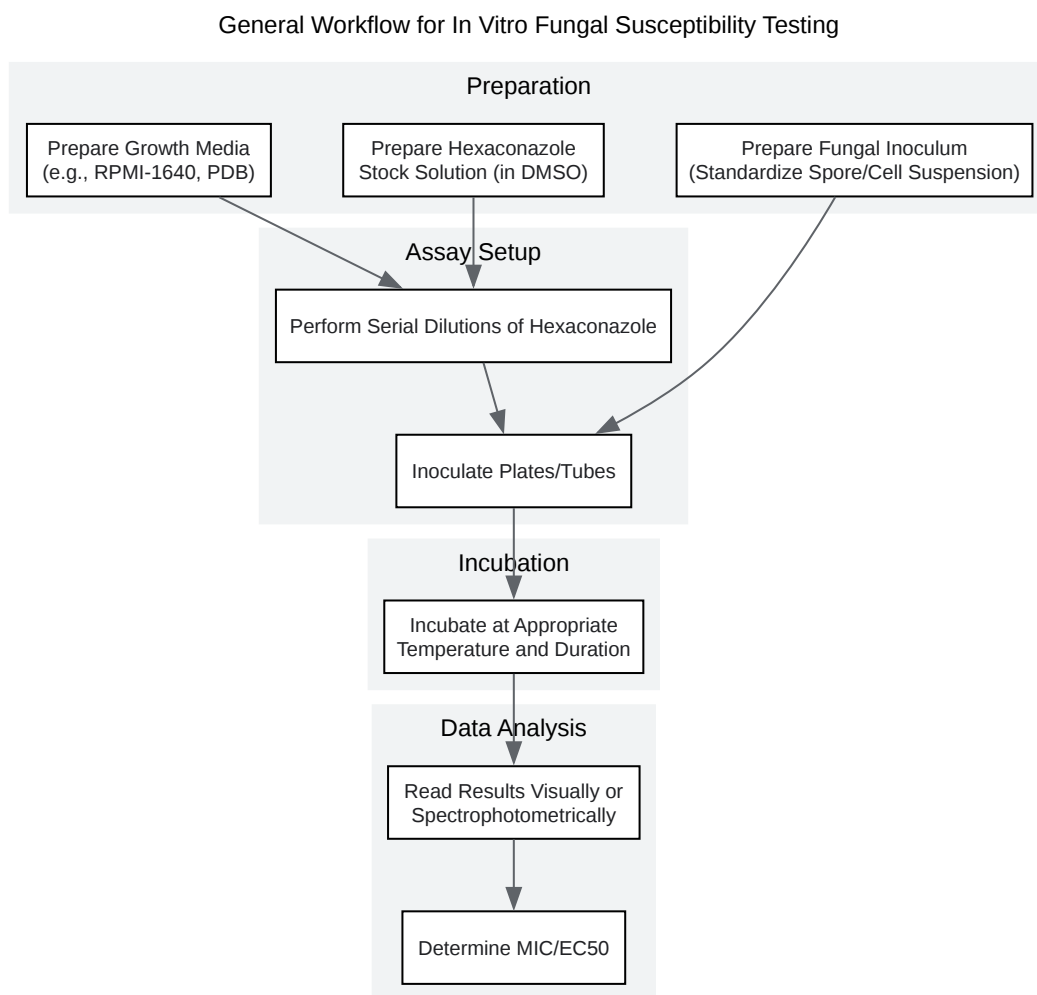 General Workflow for In Vitro Fungal Susceptibility Testing
Preparation
Prepare Growth Media
(e.g., RPMI-1640, PDB)
Prepare Hexaconazole
Stock Solution (in DMSO)
Prepare Fungal Inoculum
(Standardize Spore/Cell Suspension)
Assay Setup
Perform Serial Dilutions of Hexaconazole
Inoculate Plates/Tubes
Incubation
Incubate at Appropriate
Temperature and Duration
Data Analysis
Read Results Visually or
Spectrophotometrically
Determine MIC/EC50